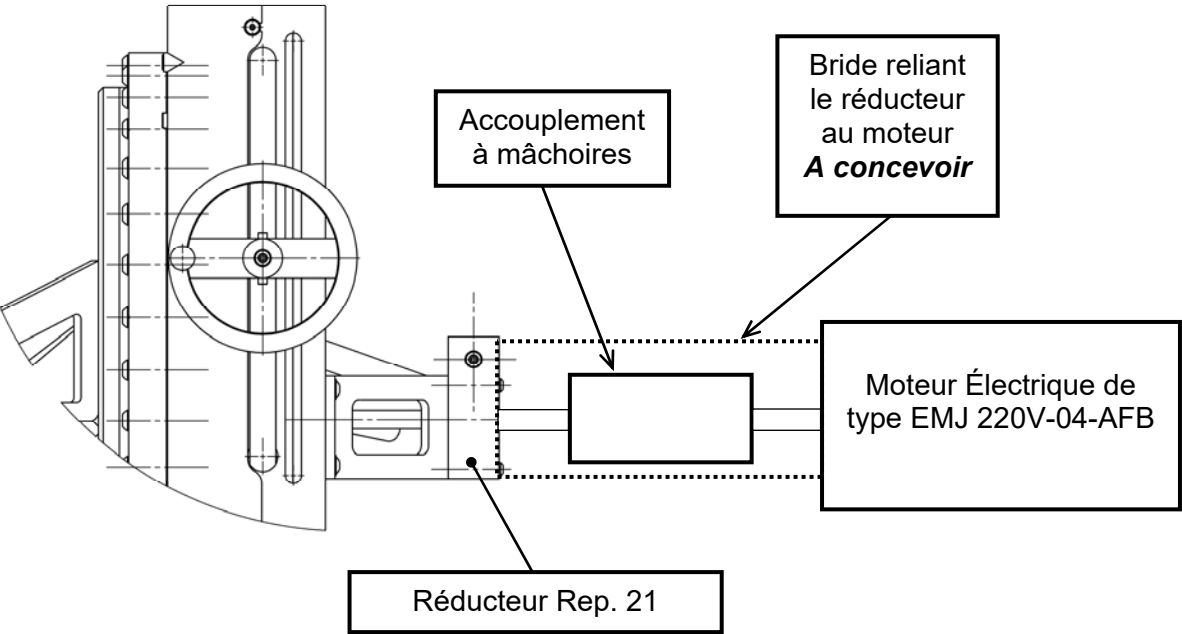 Bride reliant
le réducteur
au moteur
A concevoir
Accouplement
à mâchoires
Moteur Électrique de
type EMJ 220V-04-AFB
Réducteur Rep. 21